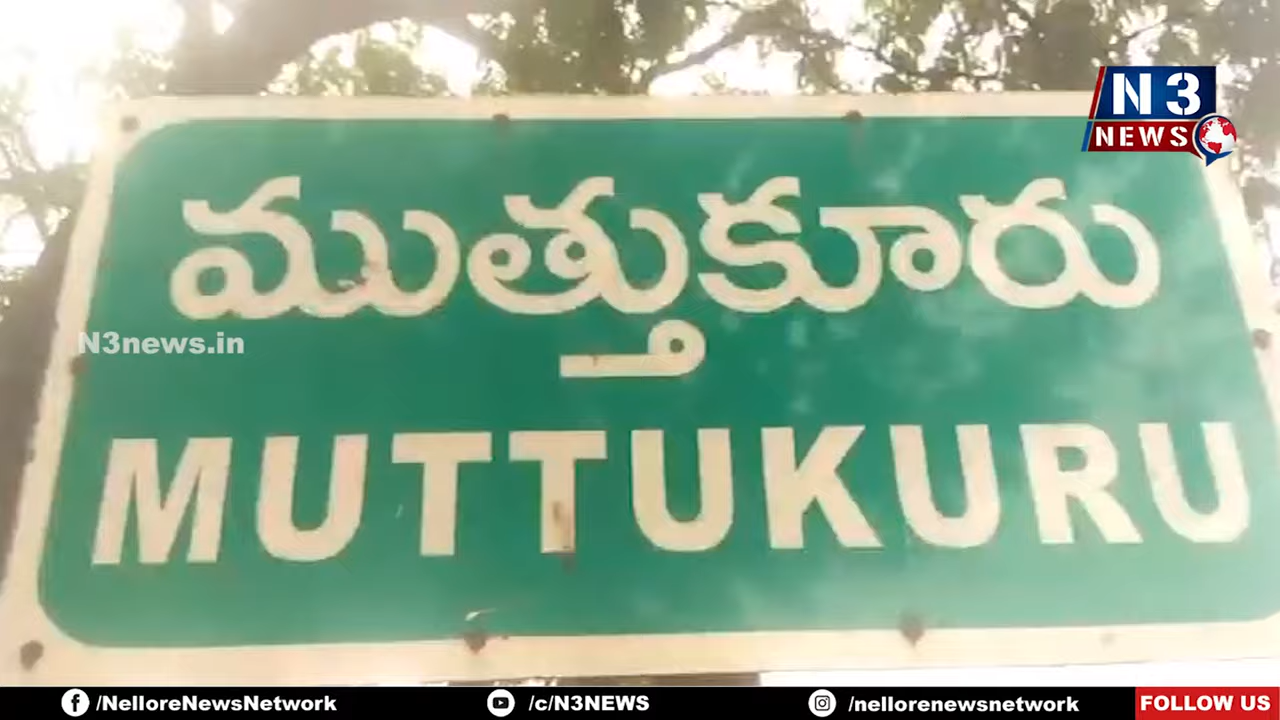 N3
NEWS
ముత్తుకూరు
N3news.in
MUTTUKURU
/NelloreNewsNetwork
/c/N3NEWS
/nellorenewsnetwork
FOLLOW US